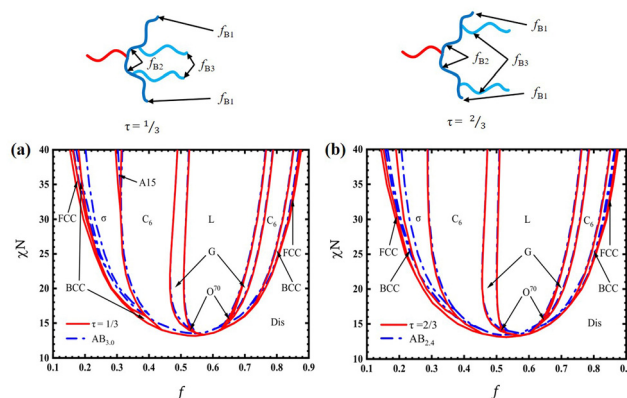 f_B1
f_B2
f_B3
f_B1
τ = 1/3
f_B1
f_B2
f_B3
f_B1
τ = 2/3
(a)
χN
40
35
30
25
20
15
10
FCC
σ
A15
C₆
L
C₆
FCC
G
BCC
O⁷⁰
BCC
Dis
τ = 1/3
AB₃.₀
0.1 0.2 0.3 0.4 0.5 0.6 0.7 0.8 0.9
f
(b)
χN
40
35
30
25
20
15
10
σ
C₆
L
C₆
FCC
FCC
G
BCC
O⁷⁰
BCC
Dis
τ =2/3
AB₂.₄
0.1 0.2 0.3 0.4 0.5 0.6 0.7 0.8 0.
f